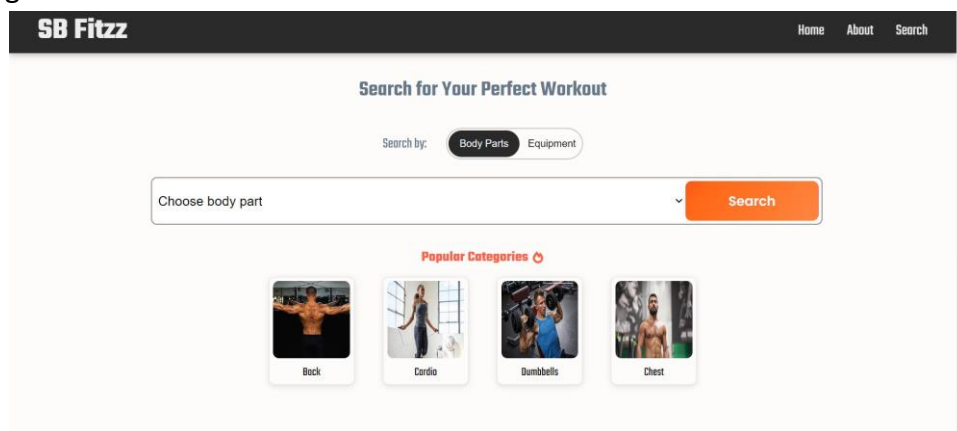 SB Fitzz
Home About Search
Search for Your Perfect Workout
Search by: Body Parts Equipment
Choose body part Search
Popular Categories
Back Cardio Dumbbells Chest